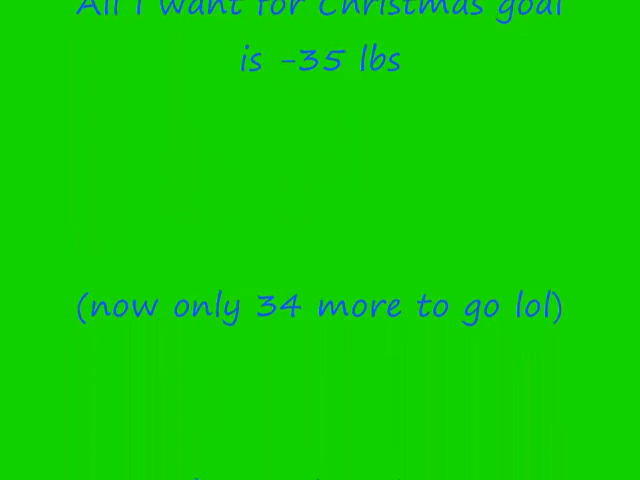 All I want for Christmas goal
is -35 lbs
(now only 34 more to go lol)